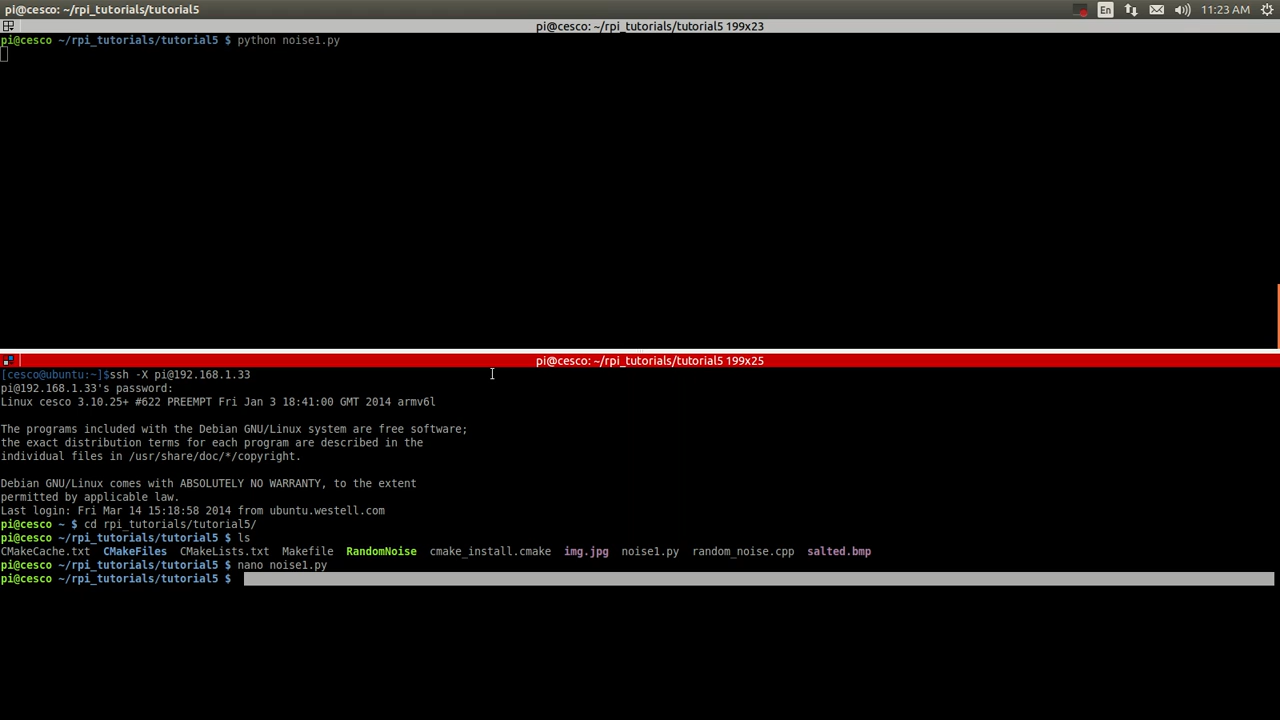 pi@cesco: ~/rpi_tutorials/tutorial5
En
11:23 AM
pi@cesco: ~/rpi_tutorials/tutorial5 199x23
pi@cesco ~/rpi_tutorials/tutorial5 $ python noise1.py
pi@cesco: ~/rpi_tutorials/tutorial5 199x25
[cesco@ubuntu:~]$ssh -X pi@192.168.1.33
pi@192.168.1.33's password:
Linux cesco 3.10.25+ #622 PREEMPT Fri Jan 3 18:41:00 GMT 2014 armv6l
The programs included with the Debian GNU/Linux system are free software;
the exact distribution terms for each program are described in the
individual files in /usr/share/doc/*/copyright.
Debian GNU/Linux comes with ABSOLUTELY NO WARRANTY, to the extent
permitted by applicable law.
Last login: Fri Mar 14 15:18:58 2014 from ubuntu.westell.com
pi@cesco ~ $ cd rpi_tutorials/tutorial5/
pi@cesco ~/rpi_tutorials/tutorial5 $ ls
CMakeCache.txt CMakeFiles CMakeLists.txt Makefile RandomNoise cmake_install.cmake img.jpg noise1.py random_noise.cpp salted.bmp
pi@cesco ~/rpi_tutorials/tutorial5 $ nano noise1.py
pi@cesco ~/rpi_tutorials/tutorial5 $